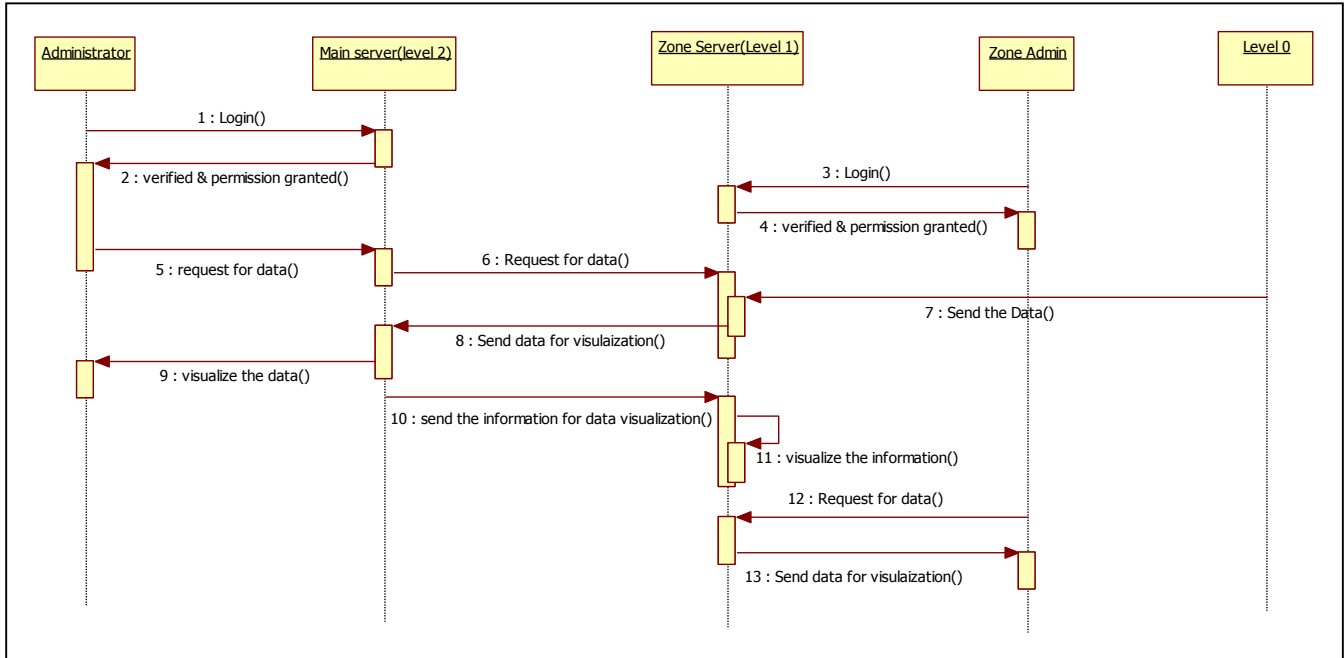 Administrator
Main server(level 2)
Zone Server(Level 1)
Zone Admin
Level 0
1 : Login()
2 : verified & permission granted()
3 : Login()
4 : verified & permission granted()
5 : request for data()
6 : Request for data()
7 : Send the Data()
8 : Send data for visulaization()
9 : visualize the data()
10 : send the information for data visualization()
11 : visualize the information()
12 : Request for data()
13 : Send data for visulaization()